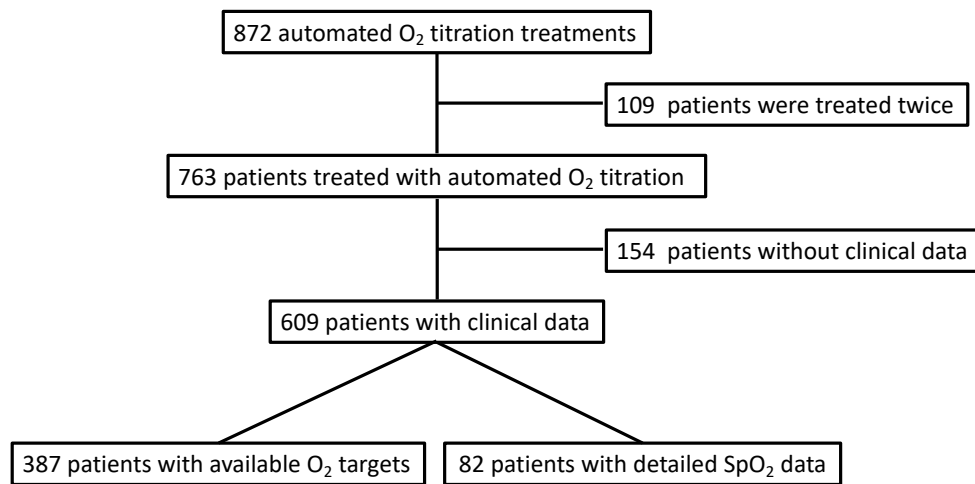 872 automated O₂ titration treatments
109  patients were treated twice
763 patients treated with automated O₂ titration
154  patients without clinical data
609 patients with clinical data
387 patients with available O₂ targets
82 patients with detailed SpO₂ data